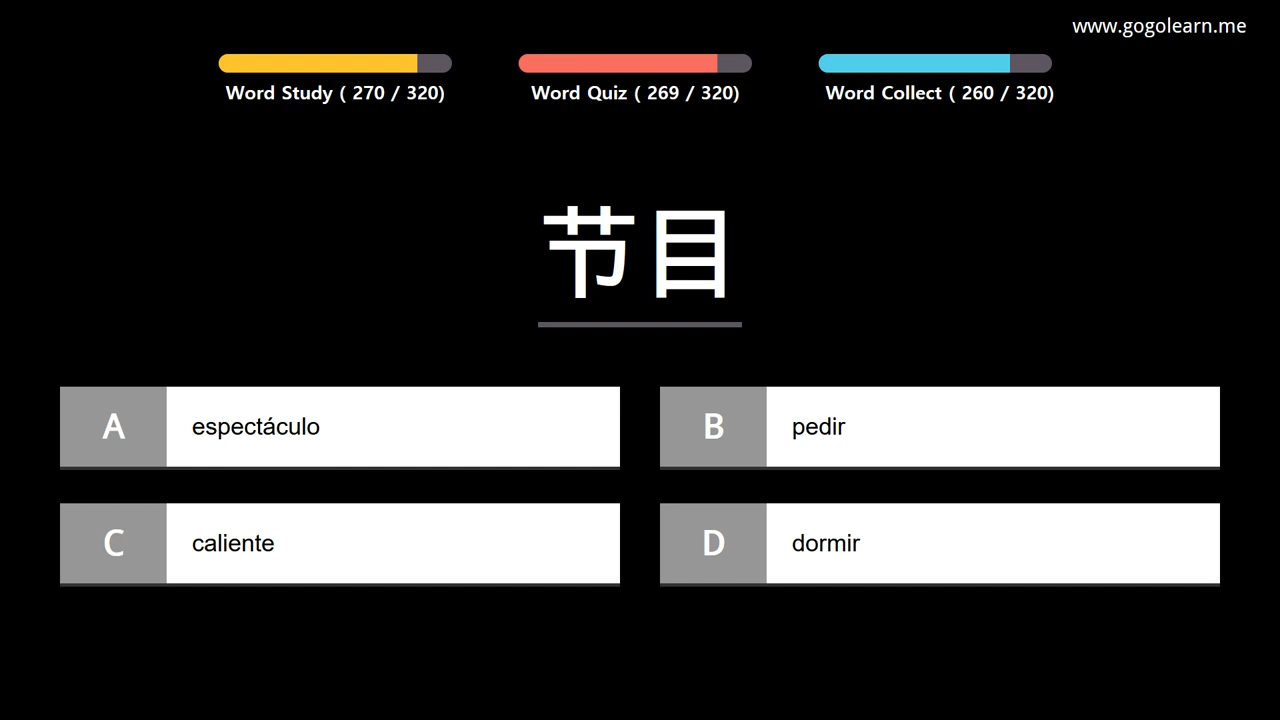 www.gogolearn.me
Word Study ( 270 / 320)
Word Quiz ( 269 / 320)
Word Collect ( 260 / 320)
节目
A espectáculo
B pedir
C caliente
D dormir